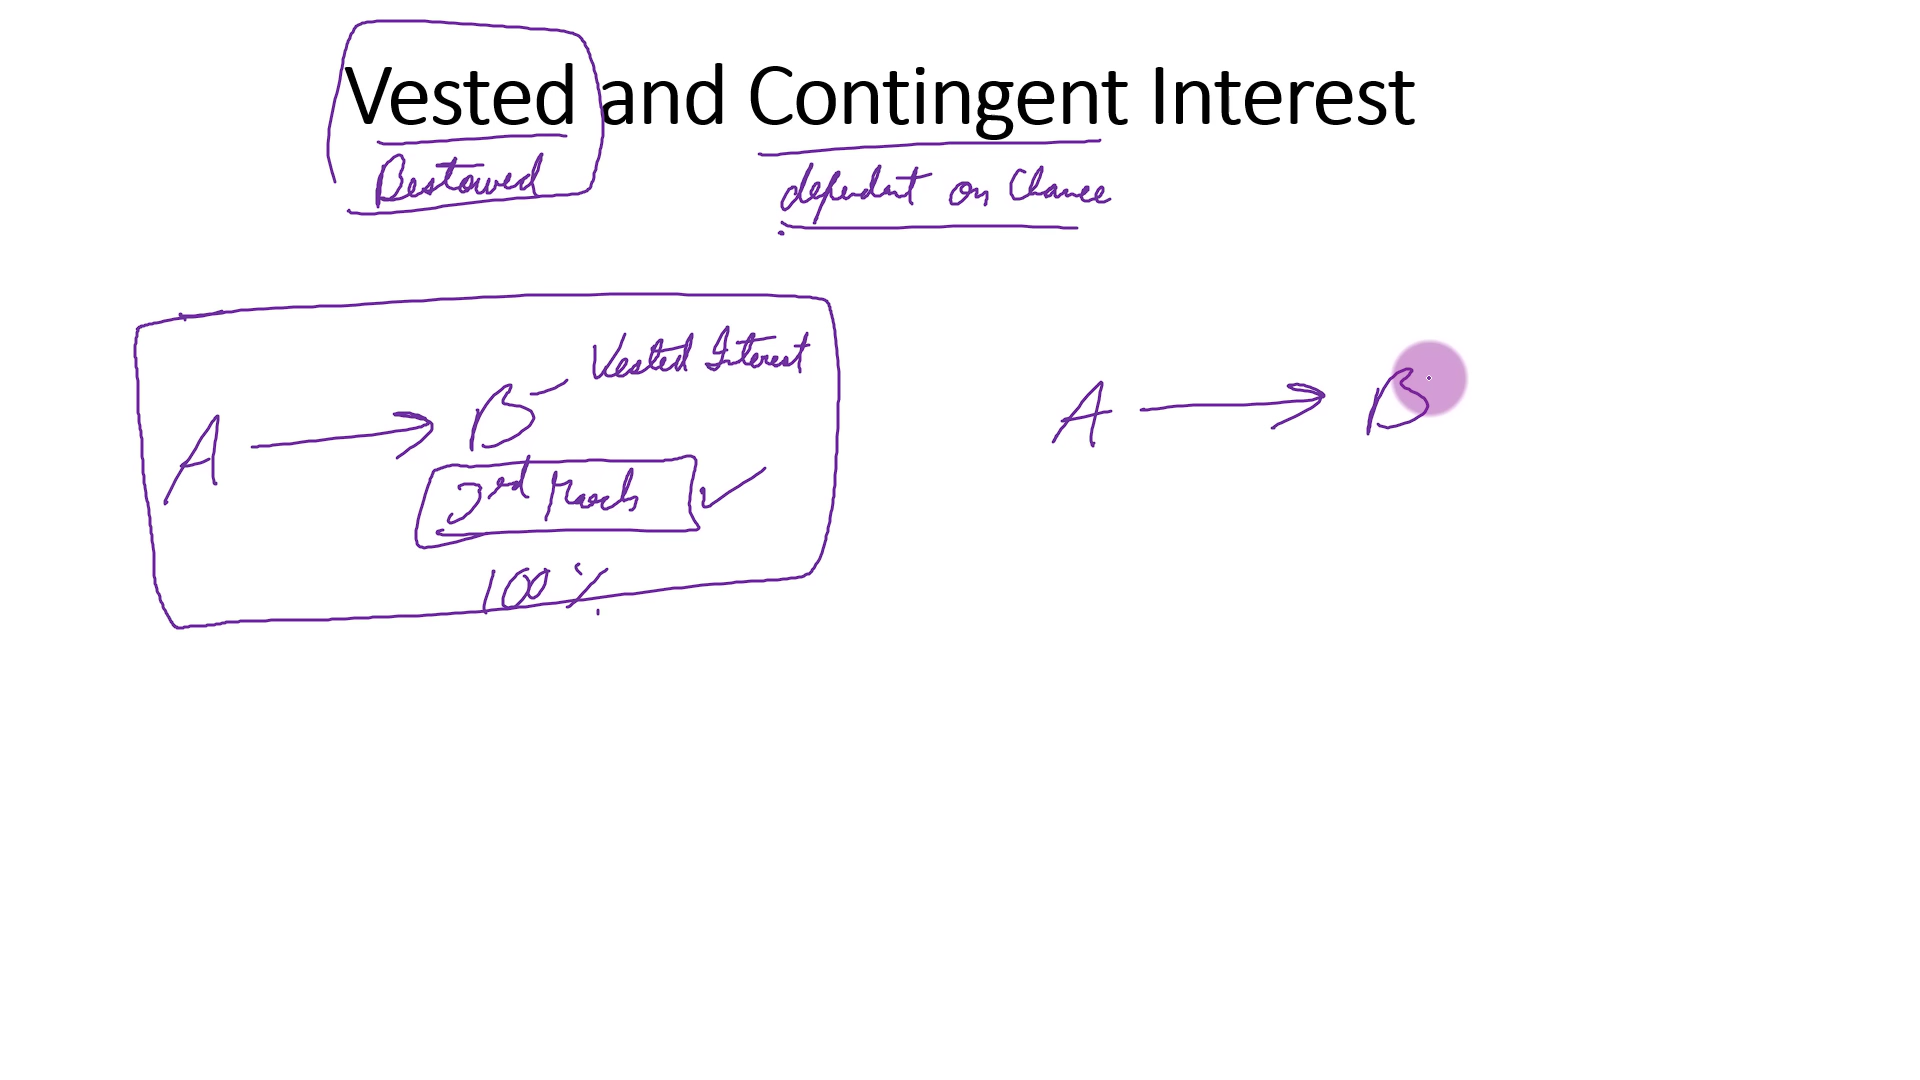 Vested and Contingent Interest
Bestowed
dependent on Chance
Vested Interest
A B
3rd March
100%
A B